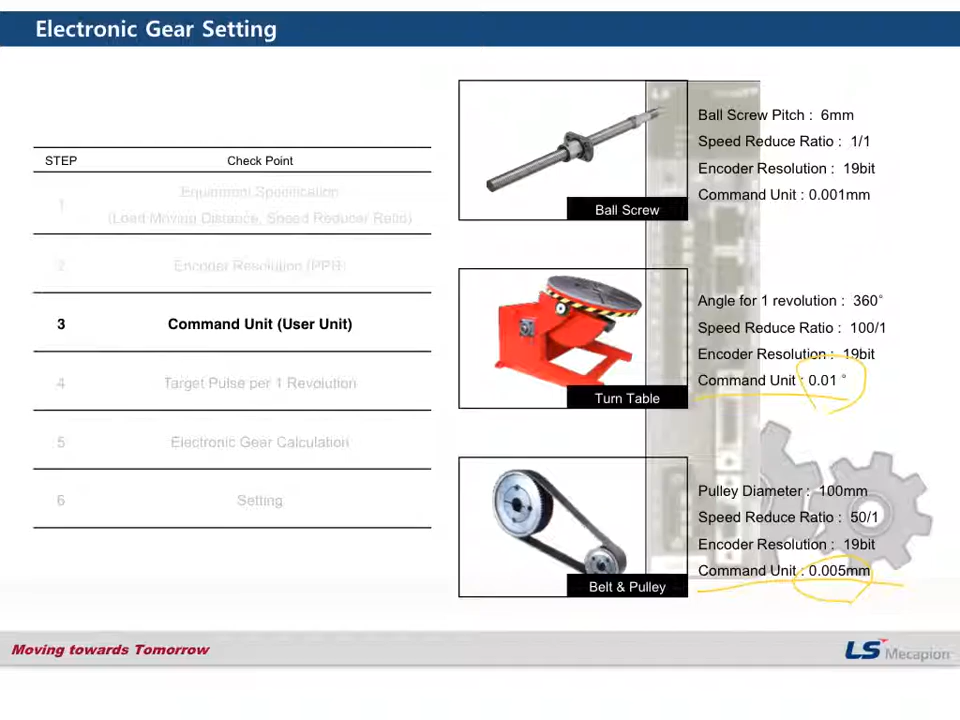 Electronic Gear Setting
STEP Check Point
1 Equipment Specification
(Load Moving Distance, Speed Reducer Ratio)
2 Encoder Resolution (PPR)
3 Command Unit (User Unit)
4 Target Pulse per 1 Revolution
5 Electronic Gear Calculation
6 Setting
Ball Screw
Ball Screw Pitch : 6mm
Speed Reduce Ratio : 1/1
Encoder Resolution : 19bit
Command Unit : 0.001mm
Turn Table
Angle for 1 revolution : 360°
Speed Reduce Ratio : 100/1
Encoder Resolution : 19bit
Command Unit : 0.01 °
Belt & Pulley
Pulley Diameter : 100mm
Speed Reduce Ratio : 50/1
Encoder Resolution : 19bit
Command Unit : 0.005mm
Moving towards Tomorrow
LS Mecapion
LS